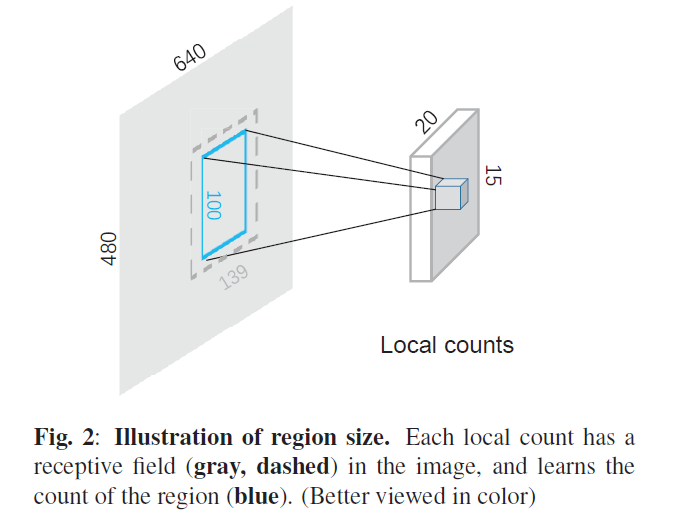 640
20
15
100
480
139
Local counts
Fig. 2: Illustration of region size. Each local count has a
receptive field (gray, dashed) in the image, and learns the
count of the region (blue). (Better viewed in color)